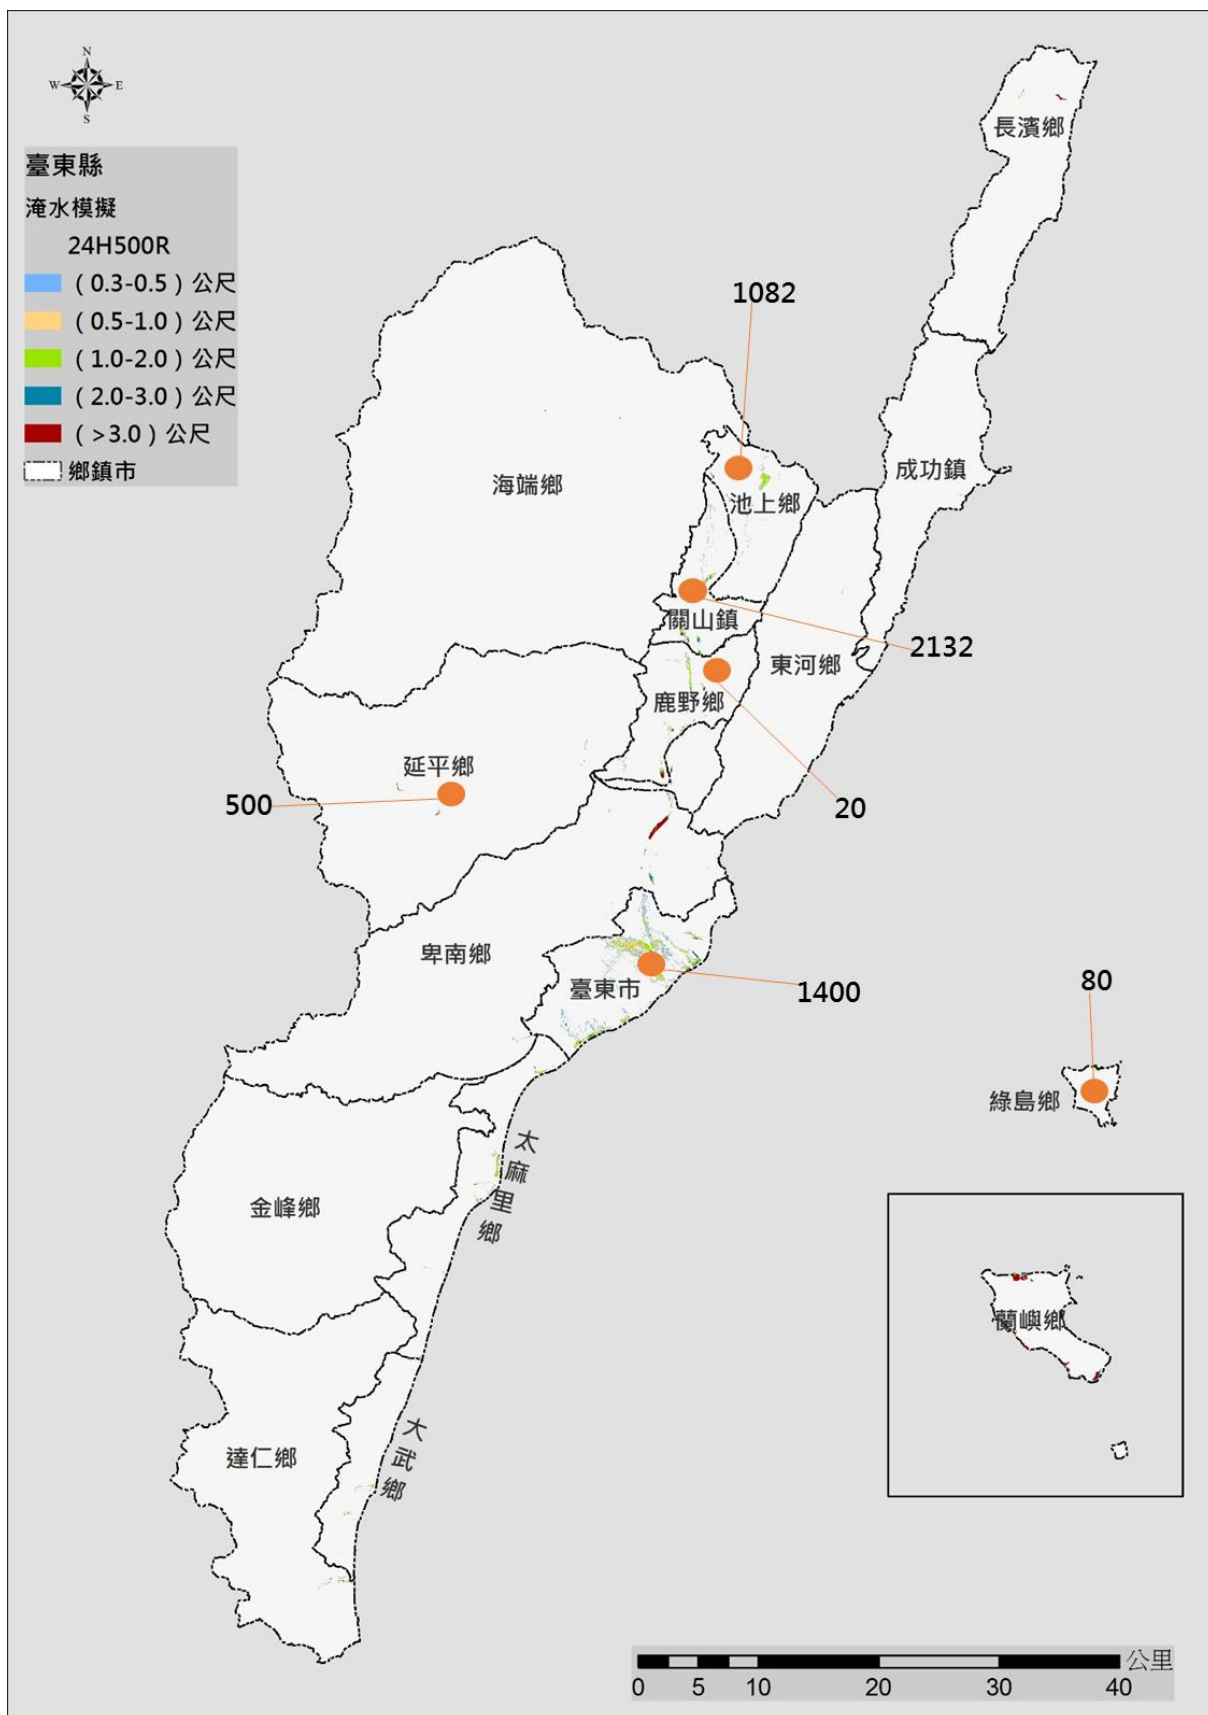 N
W
E
S
臺東縣
淹水模擬
24H500R
（0.3-0.5）公尺
（0.5-1.0）公尺
（1.0-2.0）公尺
（2.0-3.0）公尺
（>3.0）公尺
鄉鎮市
長濱鄉
1082
成功鎮
海端鄉
池上鄉
關山鎮
2132
東河鄉
鹿野鄉
延平鄉
500
20
卑南鄉
臺東市
1400
80
綠島鄉
太麻里鄉
金峰鄉
蘭嶼鄉
大武鄉
達仁鄉
公里
0 5 10 20 30 40